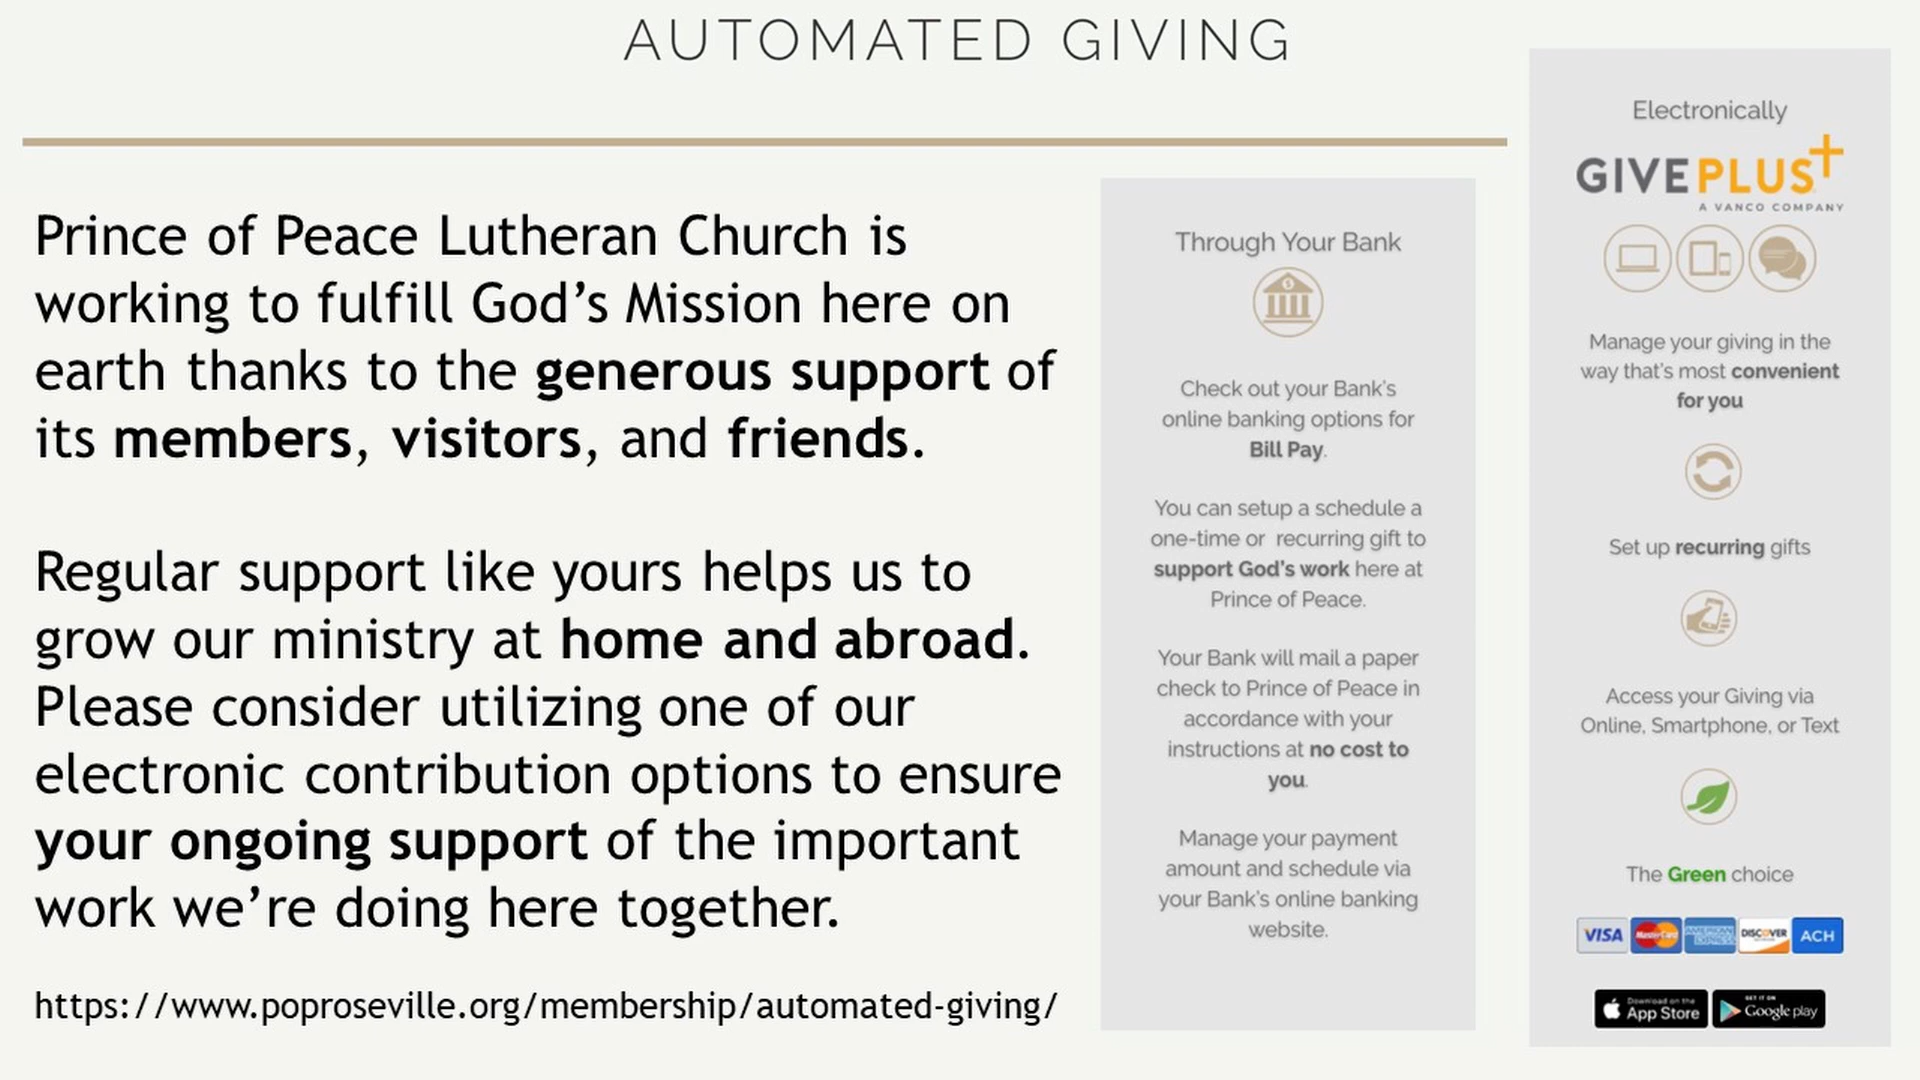 AUTOMATED GIVING
Prince of Peace Lutheran Church is
working to fulfill God’s Mission here on
earth thanks to the generous support of
its members, visitors, and friends.
Regular support like yours helps us to
grow our ministry at home and abroad.
Please consider utilizing one of our
electronic contribution options to ensure
your ongoing support of the important
work we’re doing here together.
https://www.poproseville.org/membership/automated-giving/
Through Your Bank
Check out your Bank's
online banking options for
Bill Pay.
You can setup a schedule a
one-time or recurring gift to
support God's work here at
Prince of Peace.
Your Bank will mail a paper
check to Prince of Peace in
accordance with your
instructions at no cost to
you.
Manage your payment
amount and schedule via
your Bank's online banking
website.
Electronically
GIVEPLUS+
A VANCO COMPANY
Manage your giving in the
way that's most convenient
for you
Set up recurring gifts
Access your Giving via
Online, Smartphone, or Text
The Green choice
VISA MasterCard AMERICAN EXPRESS DISCOVER ACH
Download on the
App Store
GET IT ON
Google play